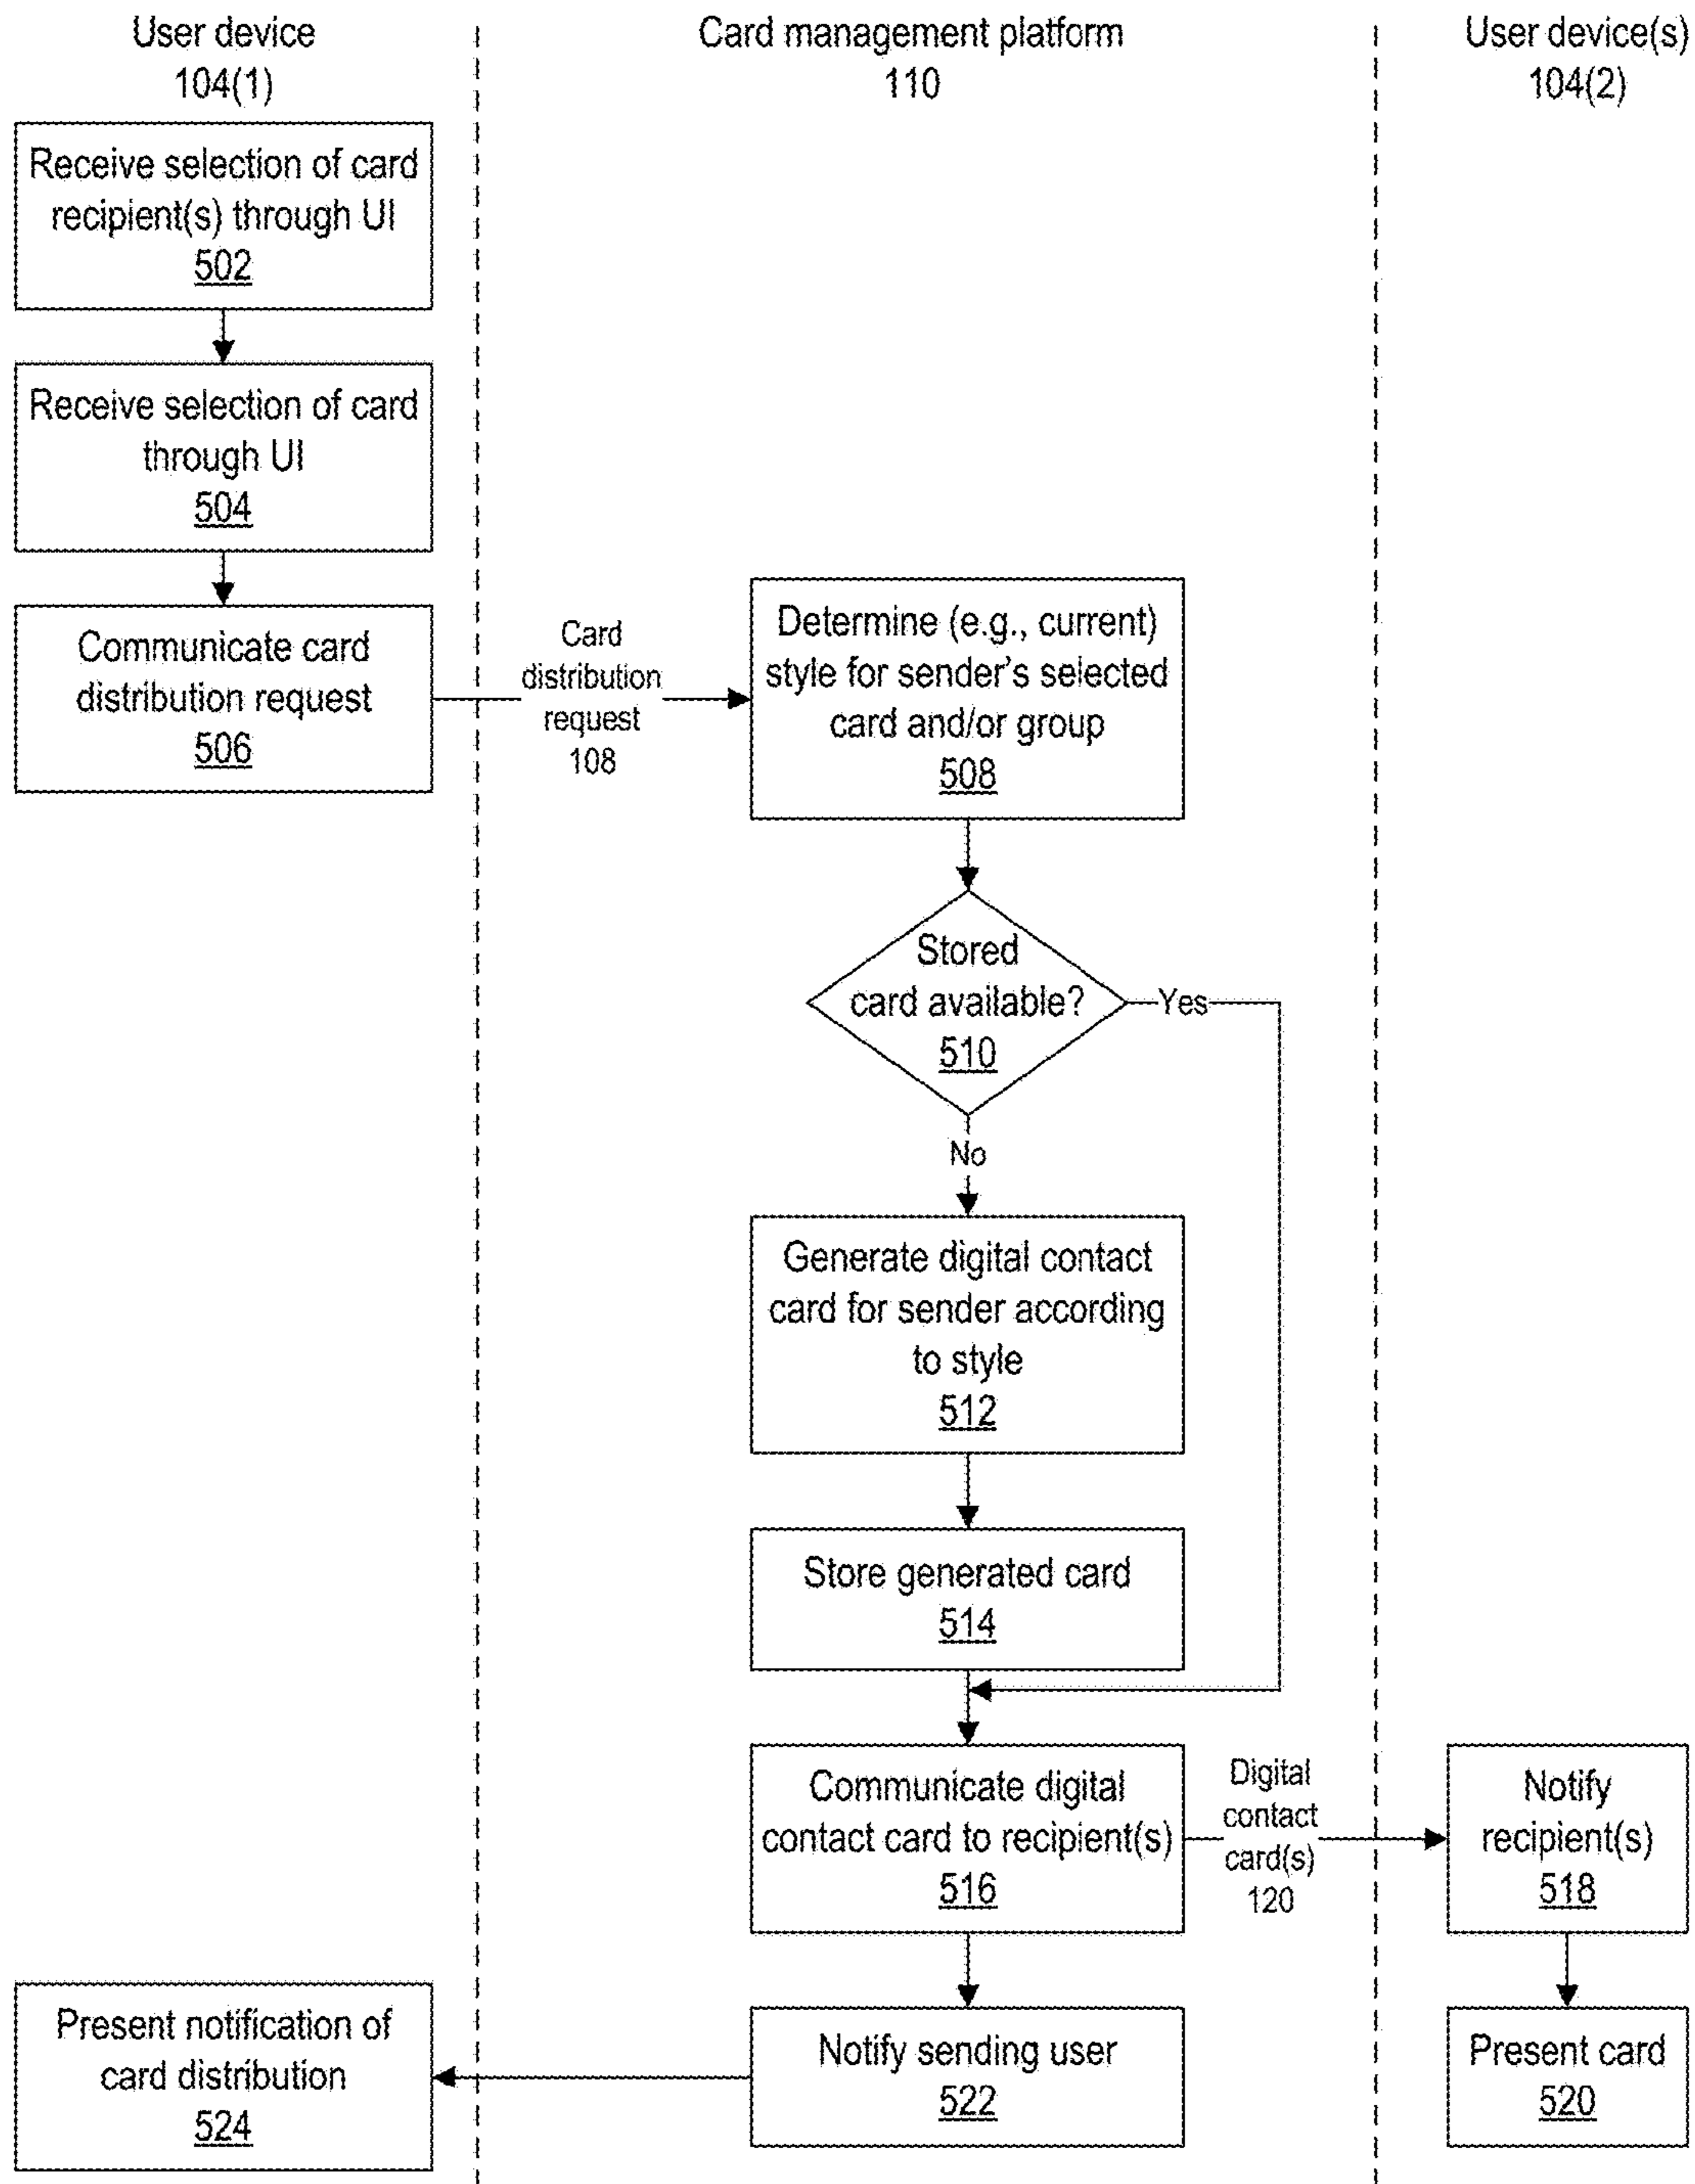 User device
104(1)
Card management platform
110
User device(s)
104(2)
Receive selection of card
recipient(s) through UI
502
Receive selection of card
through UI
504
Communicate card
distribution request
506
Card
distribution
request
108
Determine (e.g., current)
style for sender's selected
card and/or group
508
Stored
card available?
510
Yes
No
Generate digital contact
card for sender according
to style
512
Store generated card
514
Communicate digital
contact card to recipient(s)
516
Digital
contact
card(s)
120
Notify
recipient(s)
518
Present card
520
Notify sending user
522
Present notification of
card distribution
524